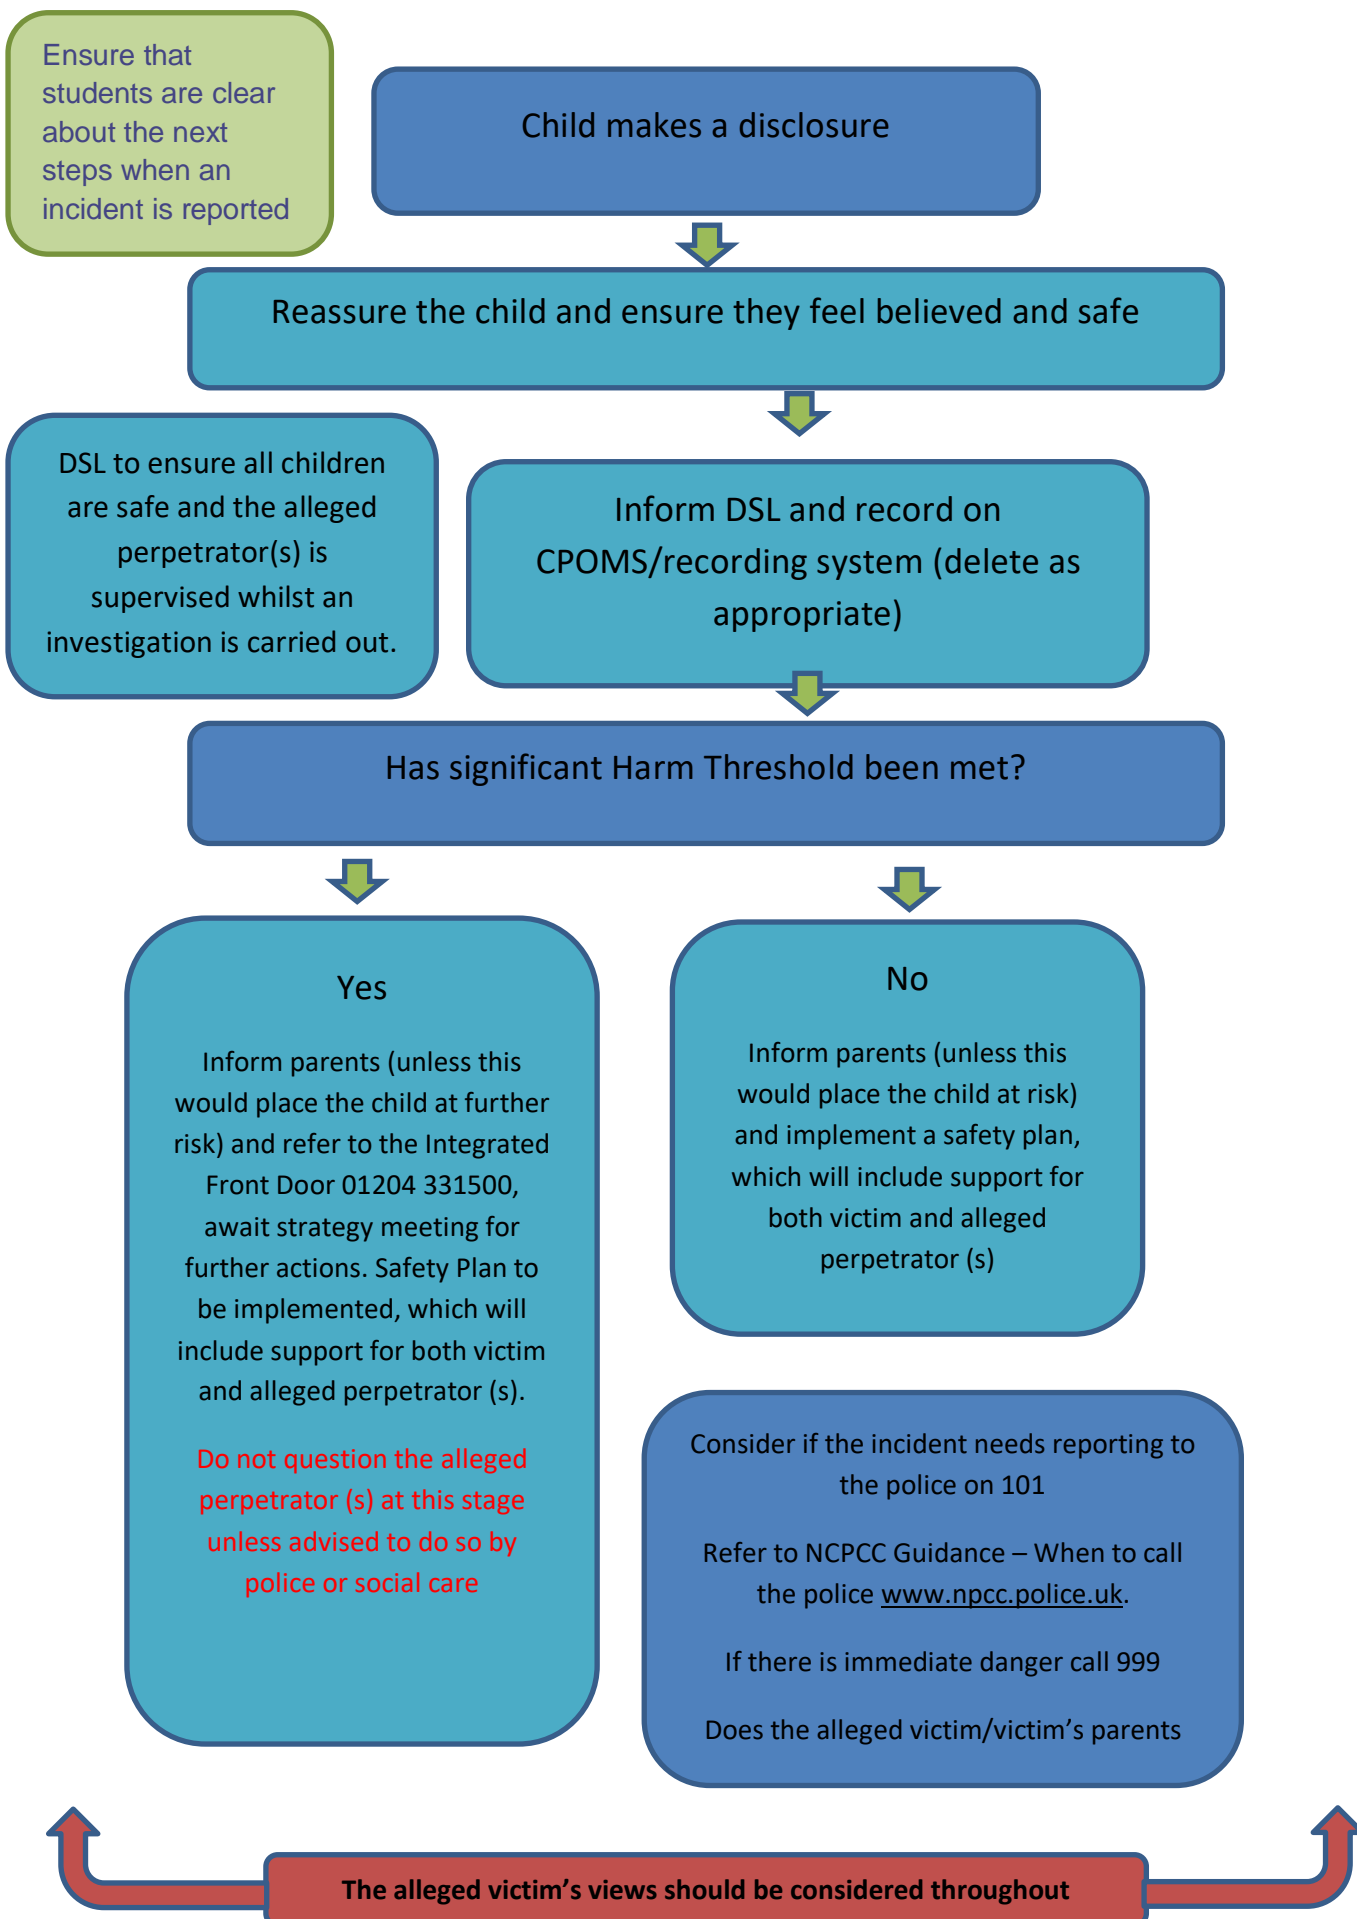 Ensure that
students are clear
about the next
steps when an
incident is reported
Child makes a disclosure
Reassure the child and ensure they feel believed and safe
DSL to ensure all children
are safe and the alleged
perpetrator(s) is
supervised whilst an
investigation is carried out.
Inform DSL and record on
CPOMS/recording system (delete as
appropriate)
Has significant Harm Threshold been met?
Yes
Inform parents (unless this
would place the child at further
risk) and refer to the Integrated
Front Door 01204 331500,
await strategy meeting for
further actions. Safety Plan to
be implemented, which will
include support for both victim
and alleged perpetrator (s).
Do not question the alleged
perpetrator (s) at this stage
unless advised to do so by
police or social care
No
Inform parents (unless this
would place the child at risk)
and implement a safety plan,
which will include support for
both victim and alleged
perpetrator (s)
Consider if the incident needs reporting to
the police on 101
Refer to NCPCC Guidance – When to call
the police www.npcc.police.uk.
If there is immediate danger call 999
Does the alleged victim/victim’s parents
The alleged victim’s views should be considered throughout